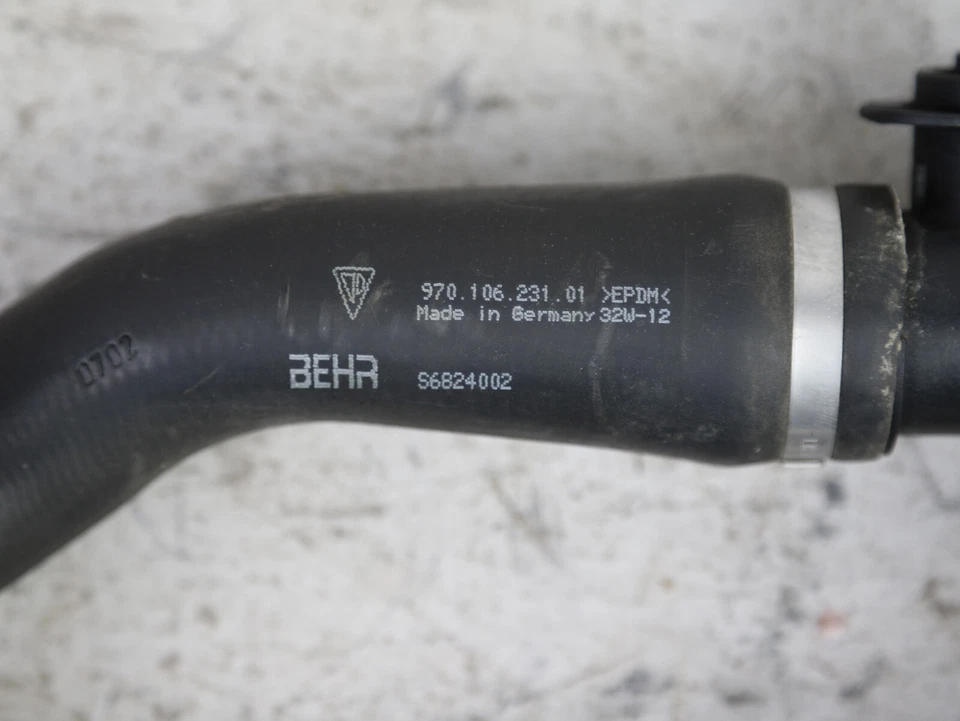 970.106.231.01 >EPDM<
Made in Germany 32W-12
BEHR S6824002
0702